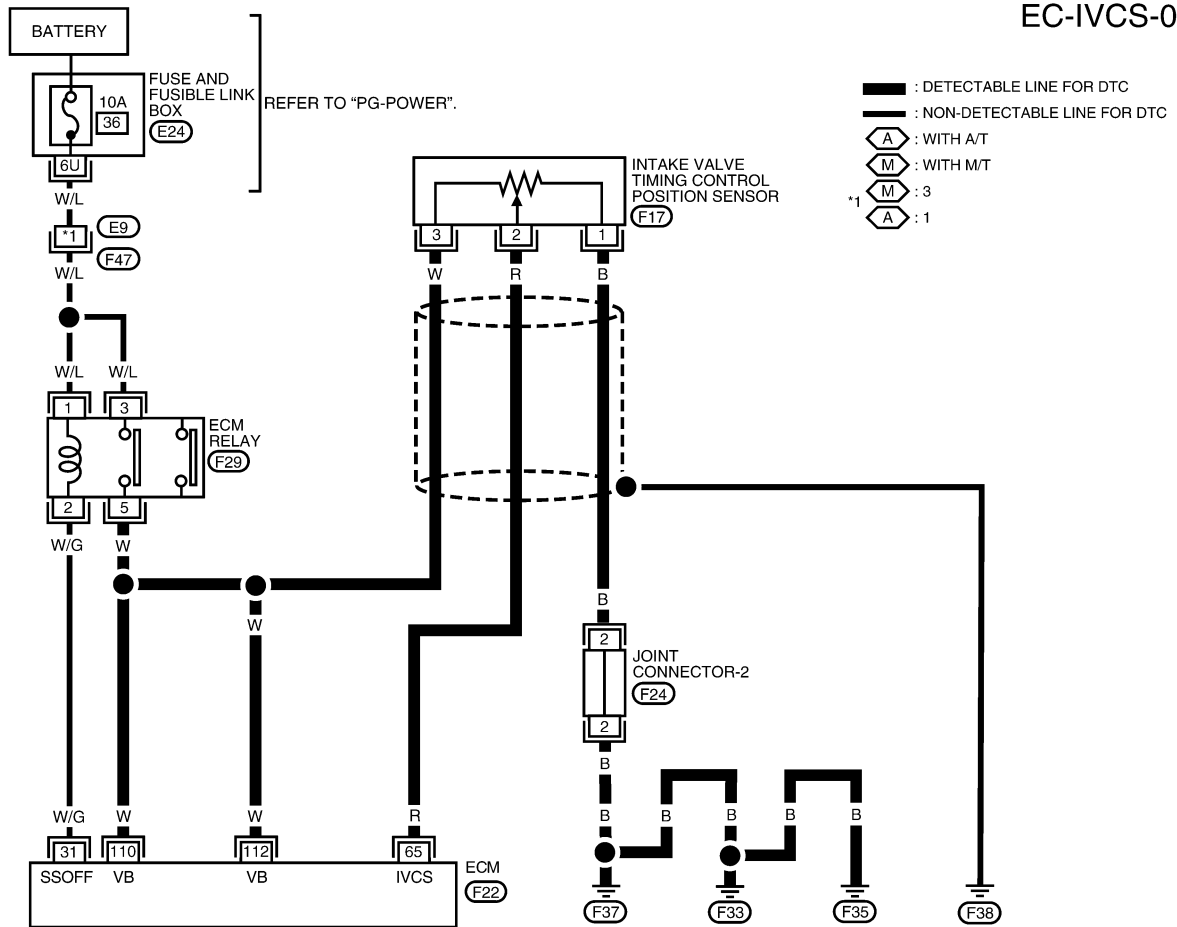 EC-IVCS-0
BATTERY
FUSE AND
FUSIBLE LINK
BOX
E24
10A
36
REFER TO “PG-POWER”.
6U
W/L
*1
E9
F47
W/L
W/L
W/L
1
3
ECM
RELAY
F29
2
5
W/G
W
: DETECTABLE LINE FOR DTC
: NON-DETECTABLE LINE FOR DTC
A : WITH A/T
M : WITH M/T
*1
M : 3
A : 1
INTAKE VALVE
TIMING CONTROL
POSITION SENSOR
F17
3
2
1
W
R
B
W
B
2
JOINT
CONNECTOR-2
F24
2
B
W/G
W
W
R
B
B
B
B
B
31
110
112
65
SSOFF
VB
VB
IVCS
ECM
F22
F37
F33
F35
F38